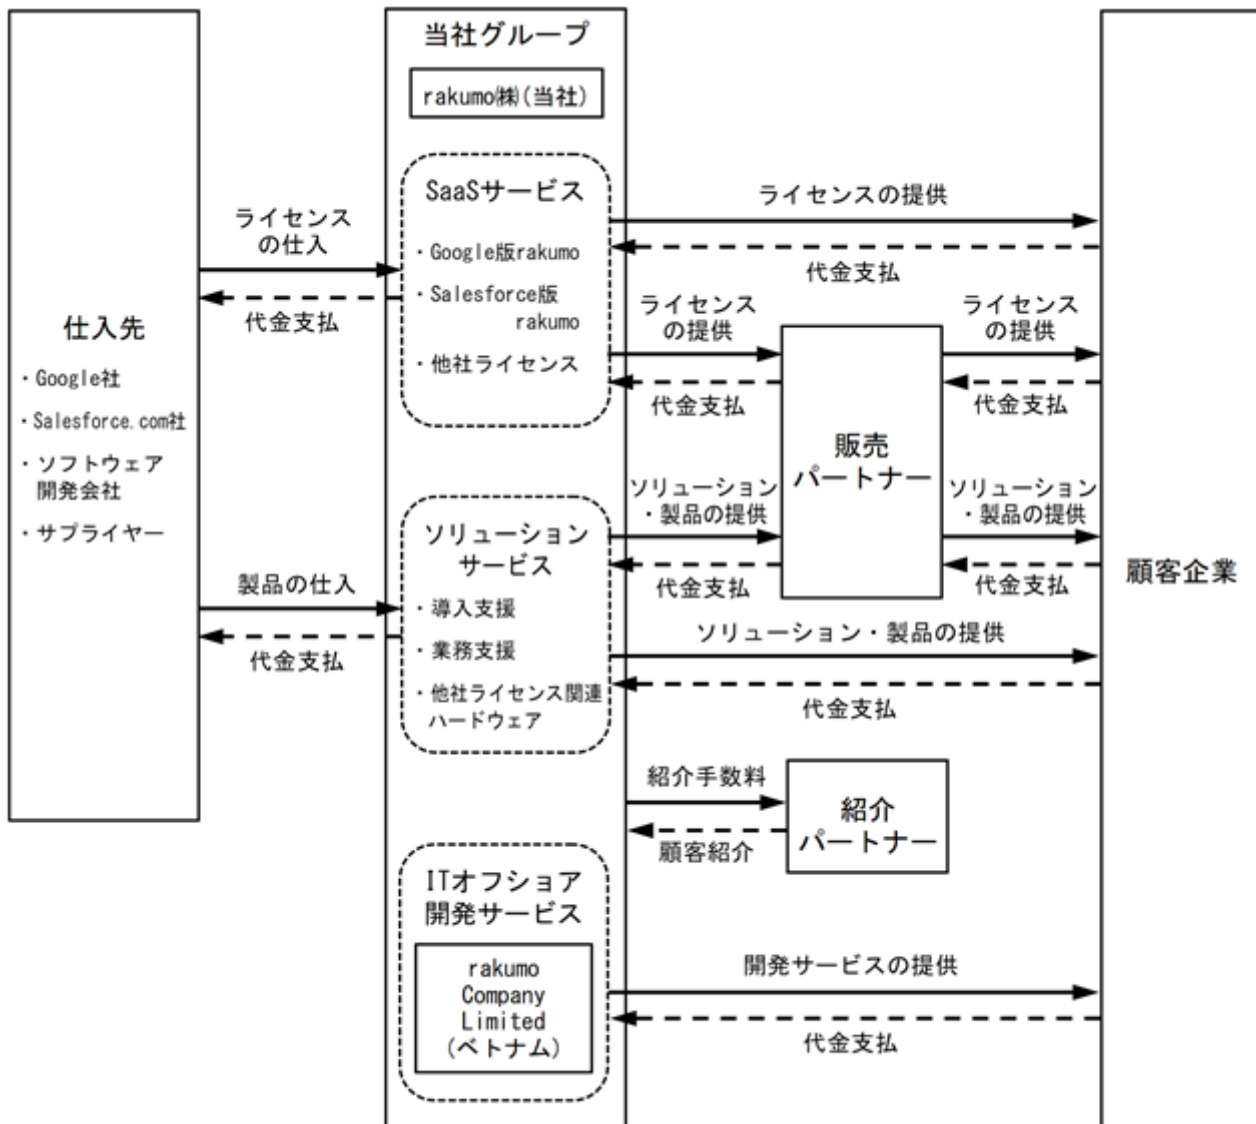 当社グループ
rakumo㈱(当社)
仕入先
・Google社
・Salesforce.com社
・ソフトウェア
開発会社
・サプライヤー
ライセンス
の仕入
代金支払
製品の仕入
代金支払
SaaSサービス
・Google版rakumo
・Salesforce版
rakumo
・他社ライセンス
ソリューション
サービス
・導入支援
・業務支援
・他社ライセンス関連
ハードウェア
ITオフショア
開発サービス
rakumo
Company
Limited
(ベトナム)
ライセンスの提供
代金支払
ライセンス
の提供
代金支払
ソリューション
・製品の提供
代金支払
販売
パートナー
ライセンス
の提供
代金支払
ソリューション
・製品の提供
代金支払
ソリューション・製品の提供
代金支払
紹介手数料
顧客紹介
紹介
パートナー
開発サービスの提供
代金支払
顧客企業